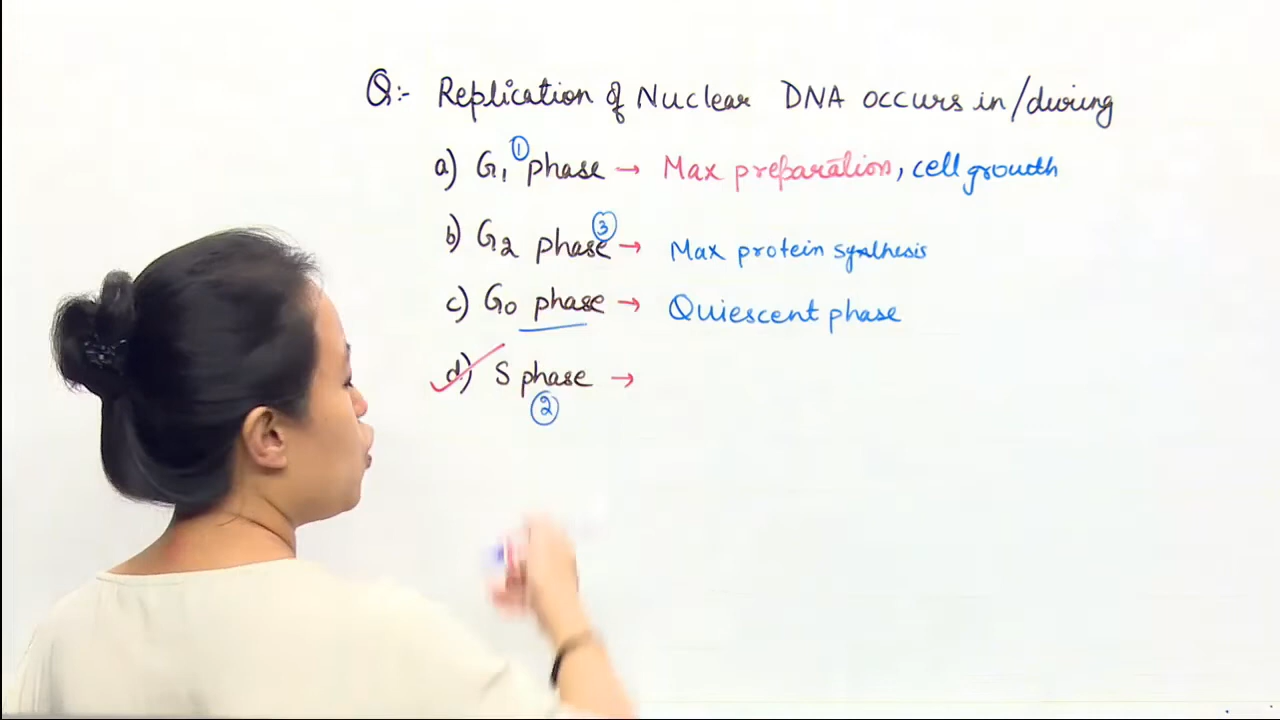 Q:- Replication of Nuclear DNA occurs in/during
a) G₁ phase ① → Max preparation, cell growth
b) G₂ phase ③ → Max protein synthesis
c) G₀ phase → Quiescent phase
d) S phase →
②